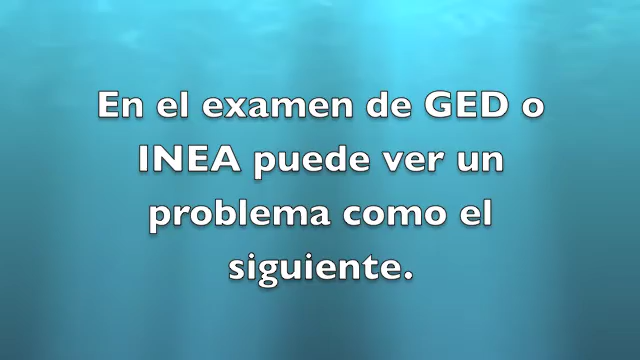 En el examen de GED o
INEA puede ver un
problema como el
siguiente.